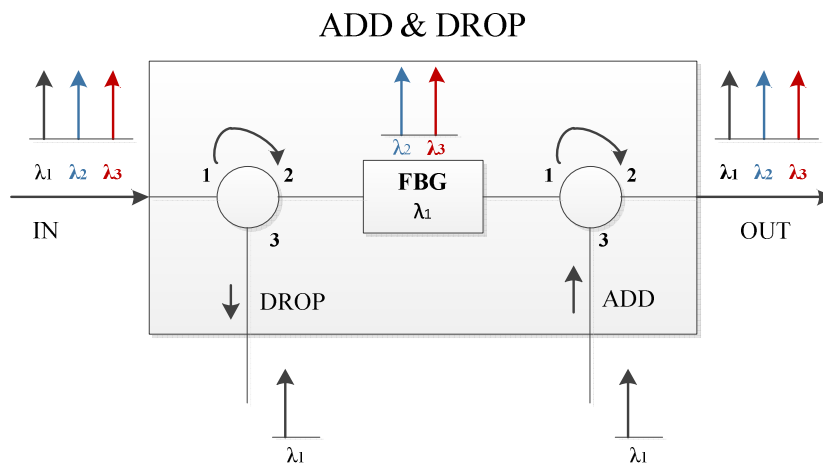 ADD & DROP
λ2 λ3
λ1 λ2 λ3
λ1 λ2 λ3
1 2
FBG
λ1
1 2
IN
3
3
OUT
DROP
ADD
λ1
λ1